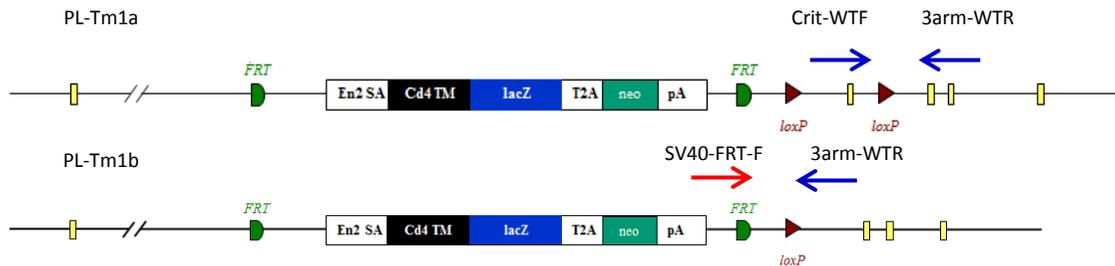 PL-Tm1a Crit-WTF 3arm-WTR
FRT FRT
En2 SA Cd4 TM lacZ T2A neo pA
loxP loxP
PL-Tm1b SV40-FRT-F 3arm-WTR
FRT FRT
En2 SA Cd4 TM lacZ T2A neo pA
loxP